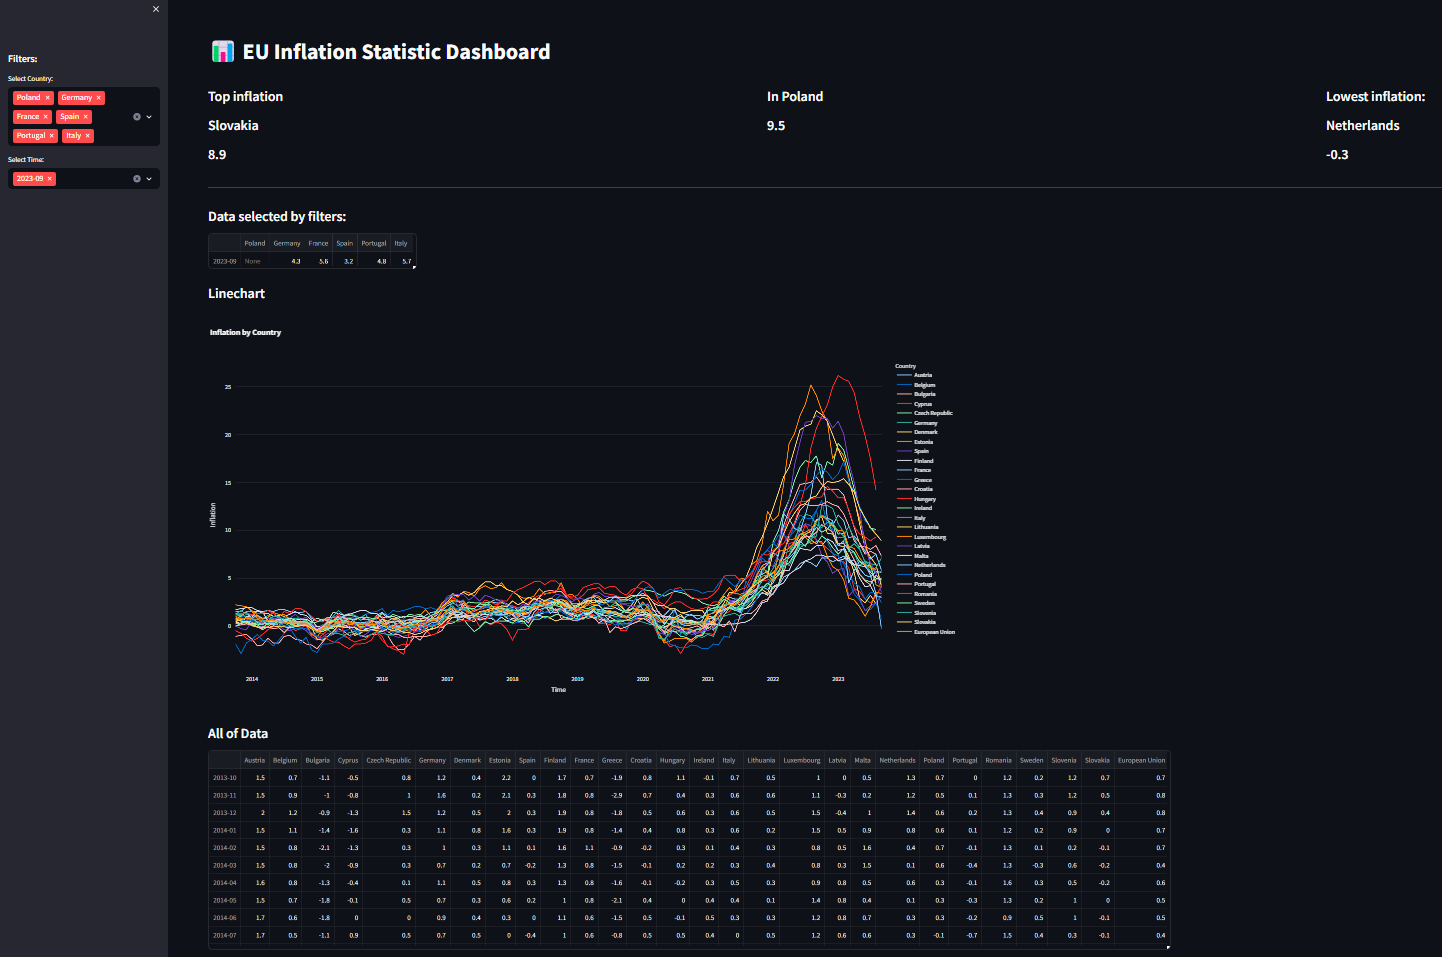 ×
Filters:
Select Country:
Poland × Germany ×
France × Spain ×
Portugal × Italy ×
Select Time:
2023-09 ×
EU Inflation Statistic Dashboard
Top inflation In Poland Lowest inflation:
Slovakia 9.5 Netherlands
8.9 -0.3
Data selected by filters:
Poland Germany France Spain Portugal Italy
2023-09 None 4.3 5.6 3.2 4.8 5.7
Linechart
Inflation by Country
25
20
15
10
5
0
Inflation
2014 2015 2016 2017 2018 2019 2020 2021 2022 2023
Time
Country
Austria
Belgium
Bulgaria
Cyprus
Czech Republic
Germany
Denmark
Estonia
Spain
Finland
France
Greece
Croatia
Hungary
Ireland
Italy
Lithuania
Luxembourg
Latvia
Malta
Netherlands
Poland
Portugal
Romania
Sweden
Slovenia
Slovakia
European Union
All of Data
Austria Belgium Bulgaria Cyprus Czech Republic Germany Denmark Estonia Spain Finland France Greece Croatia Hungary Ireland Italy Lithuania Luxembourg Latvia Malta Netherlands Poland Portugal Romania Sweden Slovenia Slovakia European Union
2013-10 1.5 0.7 -1.1 -0.5 0.8 1.2 0.4 2.2 0 1.7 0.7 -1.9 0.8 1.1 -0.1 0.7 0.5 1 0 0.5 1.3 0.7 0 1.2 0.2 1.2 0.7 0.7
2013-11 1.5 0.9 -1 -0.8 1 1.6 0.2 2.1 0.3 1.8 0.8 -2.9 0.7 0.4 0.3 0.6 0.6 1.1 -0.3 0.2 1.2 0.5 0.1 1.3 0.3 1.2 0.5 0.8
2013-12 2 1.2 -0.9 -1.3 1.5 1.2 0.5 2 0.3 1.9 0.8 -1.8 0.5 0.6 0.3 0.6 0.5 1.5 -0.4 1 1.4 0.6 0.2 1.3 0.4 0.9 0.4 0.8
2014-01 1.5 1.1 -1.4 -1.6 0.3 1.1 0.8 1.6 0.3 1.9 0.8 -1.4 0.4 0.8 0.3 0.6 0.2 1.5 0.5 0.9 0.8 0.6 0.1 1.2 0.2 0.9 0 0.7
2014-02 1.5 0.8 -2.1 -1.3 0.3 1 0.3 1.1 0.1 1.6 1.1 -0.9 -0.2 0.3 0.1 0.4 0.3 0.8 0.5 1.6 0.4 0.7 -0.1 1.3 0.1 0.2 -0.1 0.7
2014-03 1.5 0.8 -2 -0.9 0.3 0.7 0.2 0.7 -0.2 1.3 0.8 -1.5 -0.1 0.2 0.2 0.3 0.4 0.8 0.3 1.5 0.1 0.6 -0.4 1.3 -0.3 0.6 -0.2 0.4
2014-04 1.6 0.8 -1.3 -0.4 0.1 1.1 0.5 0.8 0.3 1.3 0.8 -1.6 -0.1 -0.2 0.3 0.5 0.3 0.9 0.8 0.5 0.6 0.3 -0.1 1.6 0.3 0.5 -0.2 0.6
2014-05 1.5 0.7 -1.8 -0.1 0.5 0.7 0.3 0.6 0.2 1 0.8 -2.1 0.4 0 0.4 0.4 0.1 1.4 0.8 0.4 0.1 0.3 -0.3 1.3 0.2 1 0 0.5
2014-06 1.7 0.6 -1.8 0 0 0.9 0.4 0.3 0 1.1 0.6 -1.5 0.5 -0.1 0.5 0.3 0.3 1.2 0.8 0.7 0.3 0.3 -0.2 0.9 0.5 1 -0.1 0.5
2014-07 1.7 0.5 -1.1 0.9 0.5 0.7 0.5 0 -0.4 1 0.6 -0.8 0.5 0.5 0.4 0 0.5 1.2 0.6 0.6 0.3 -0.1 -0.7 1.5 0.4 0.3 -0.1 0.4